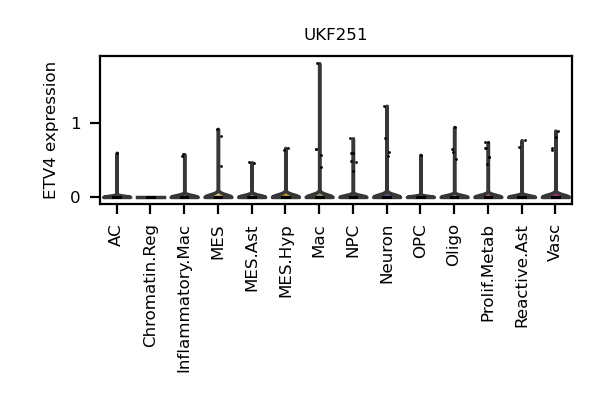 UKF251
ETV4 expression
1
0
AC
Chromatin.Reg
Inflammatory.Mac
MES
MES.Ast
MES.Hyp
Mac
NPC
Neuron
OPC
Oligo
Prolif.Metab
Reactive.Ast
Vasc